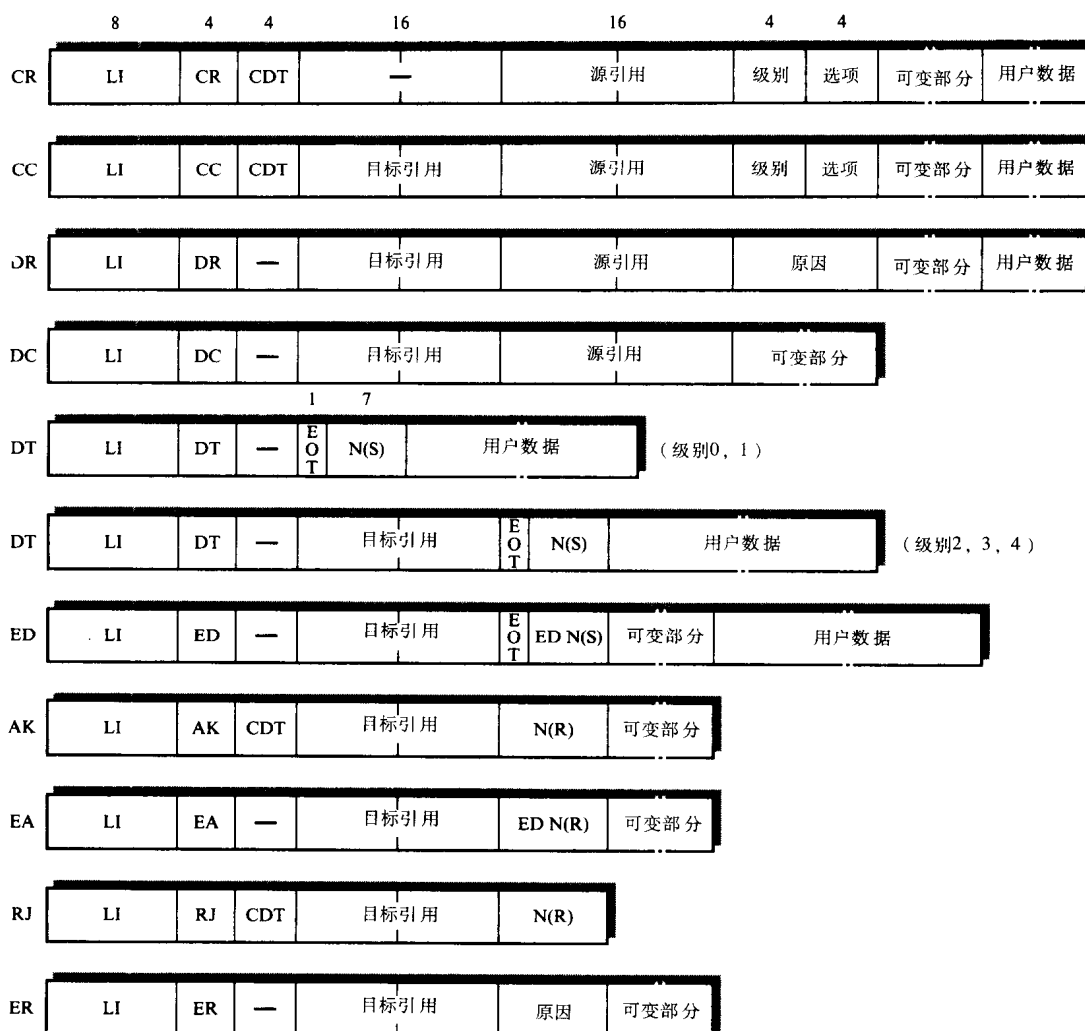 8 4 4 16 16 4 4
CR LI CR CDT — 源引用 级别 选项 可变部分 用户数据
CC LI CC CDT 目标引用 源引用 级别 选项 可变部分 用户数据
DR LI DR — 目标引用 源引用 原因 可变部分 用户数据
DC LI DC — 目标引用 源引用 可变部分
1 7
DT LI DT — EOT N(S) 用户数据 (级别0, 1)
DT LI DT — 目标引用 EOT N(S) 用户数据 (级别2, 3, 4)
ED LI ED — 目标引用 EOT ED N(S) 可变部分 用户数据
AK LI AK CDT 目标引用 N(R) 可变部分
EA LI EA — 目标引用 ED N(R) 可变部分
RJ LI RJ CDT 目标引用 N(R)
ER LI ER — 目标引用 原因 可变部分